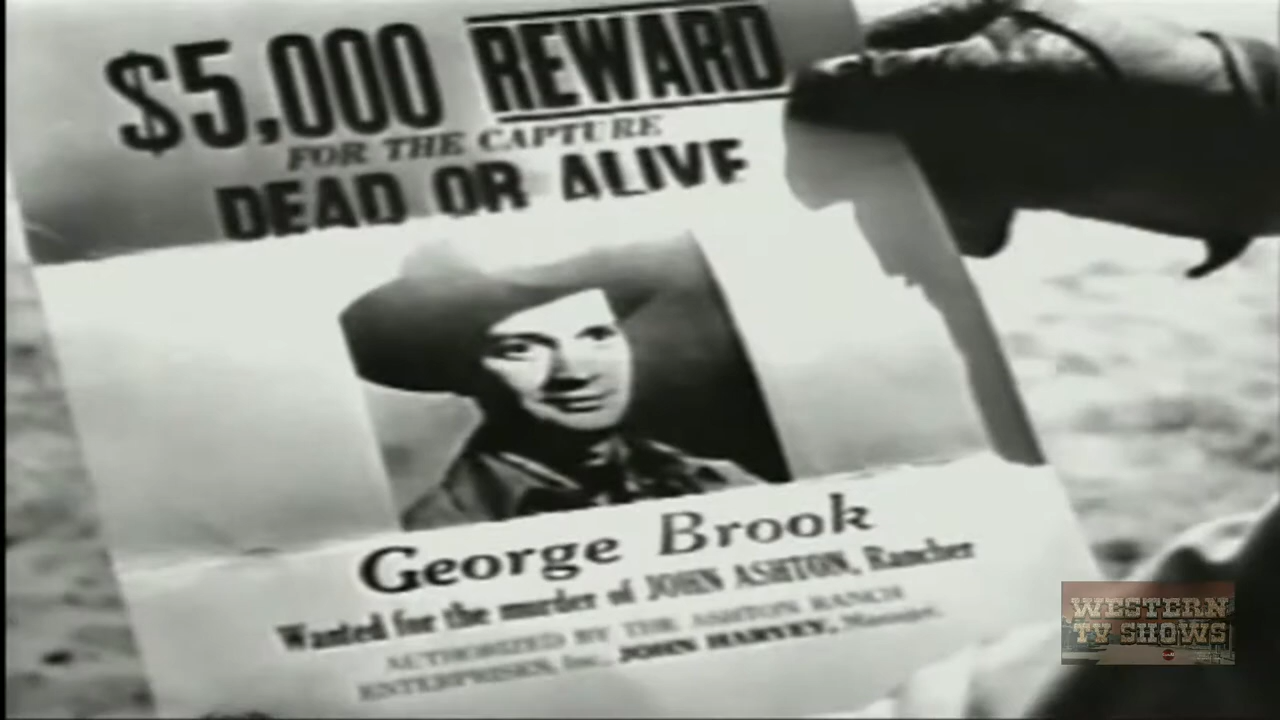 $5,000 REWARD
FOR THE CAPTURE
DEAD OR ALIVE
George Brook
Wanted for the murder of JOHN ASHTON, Rancher
AUTHORIZED BY THE ASHTON RANCH
ENTERPRISES, Inc., JOHN HARVEY, Manager.
WESTERN
TV SHOWS